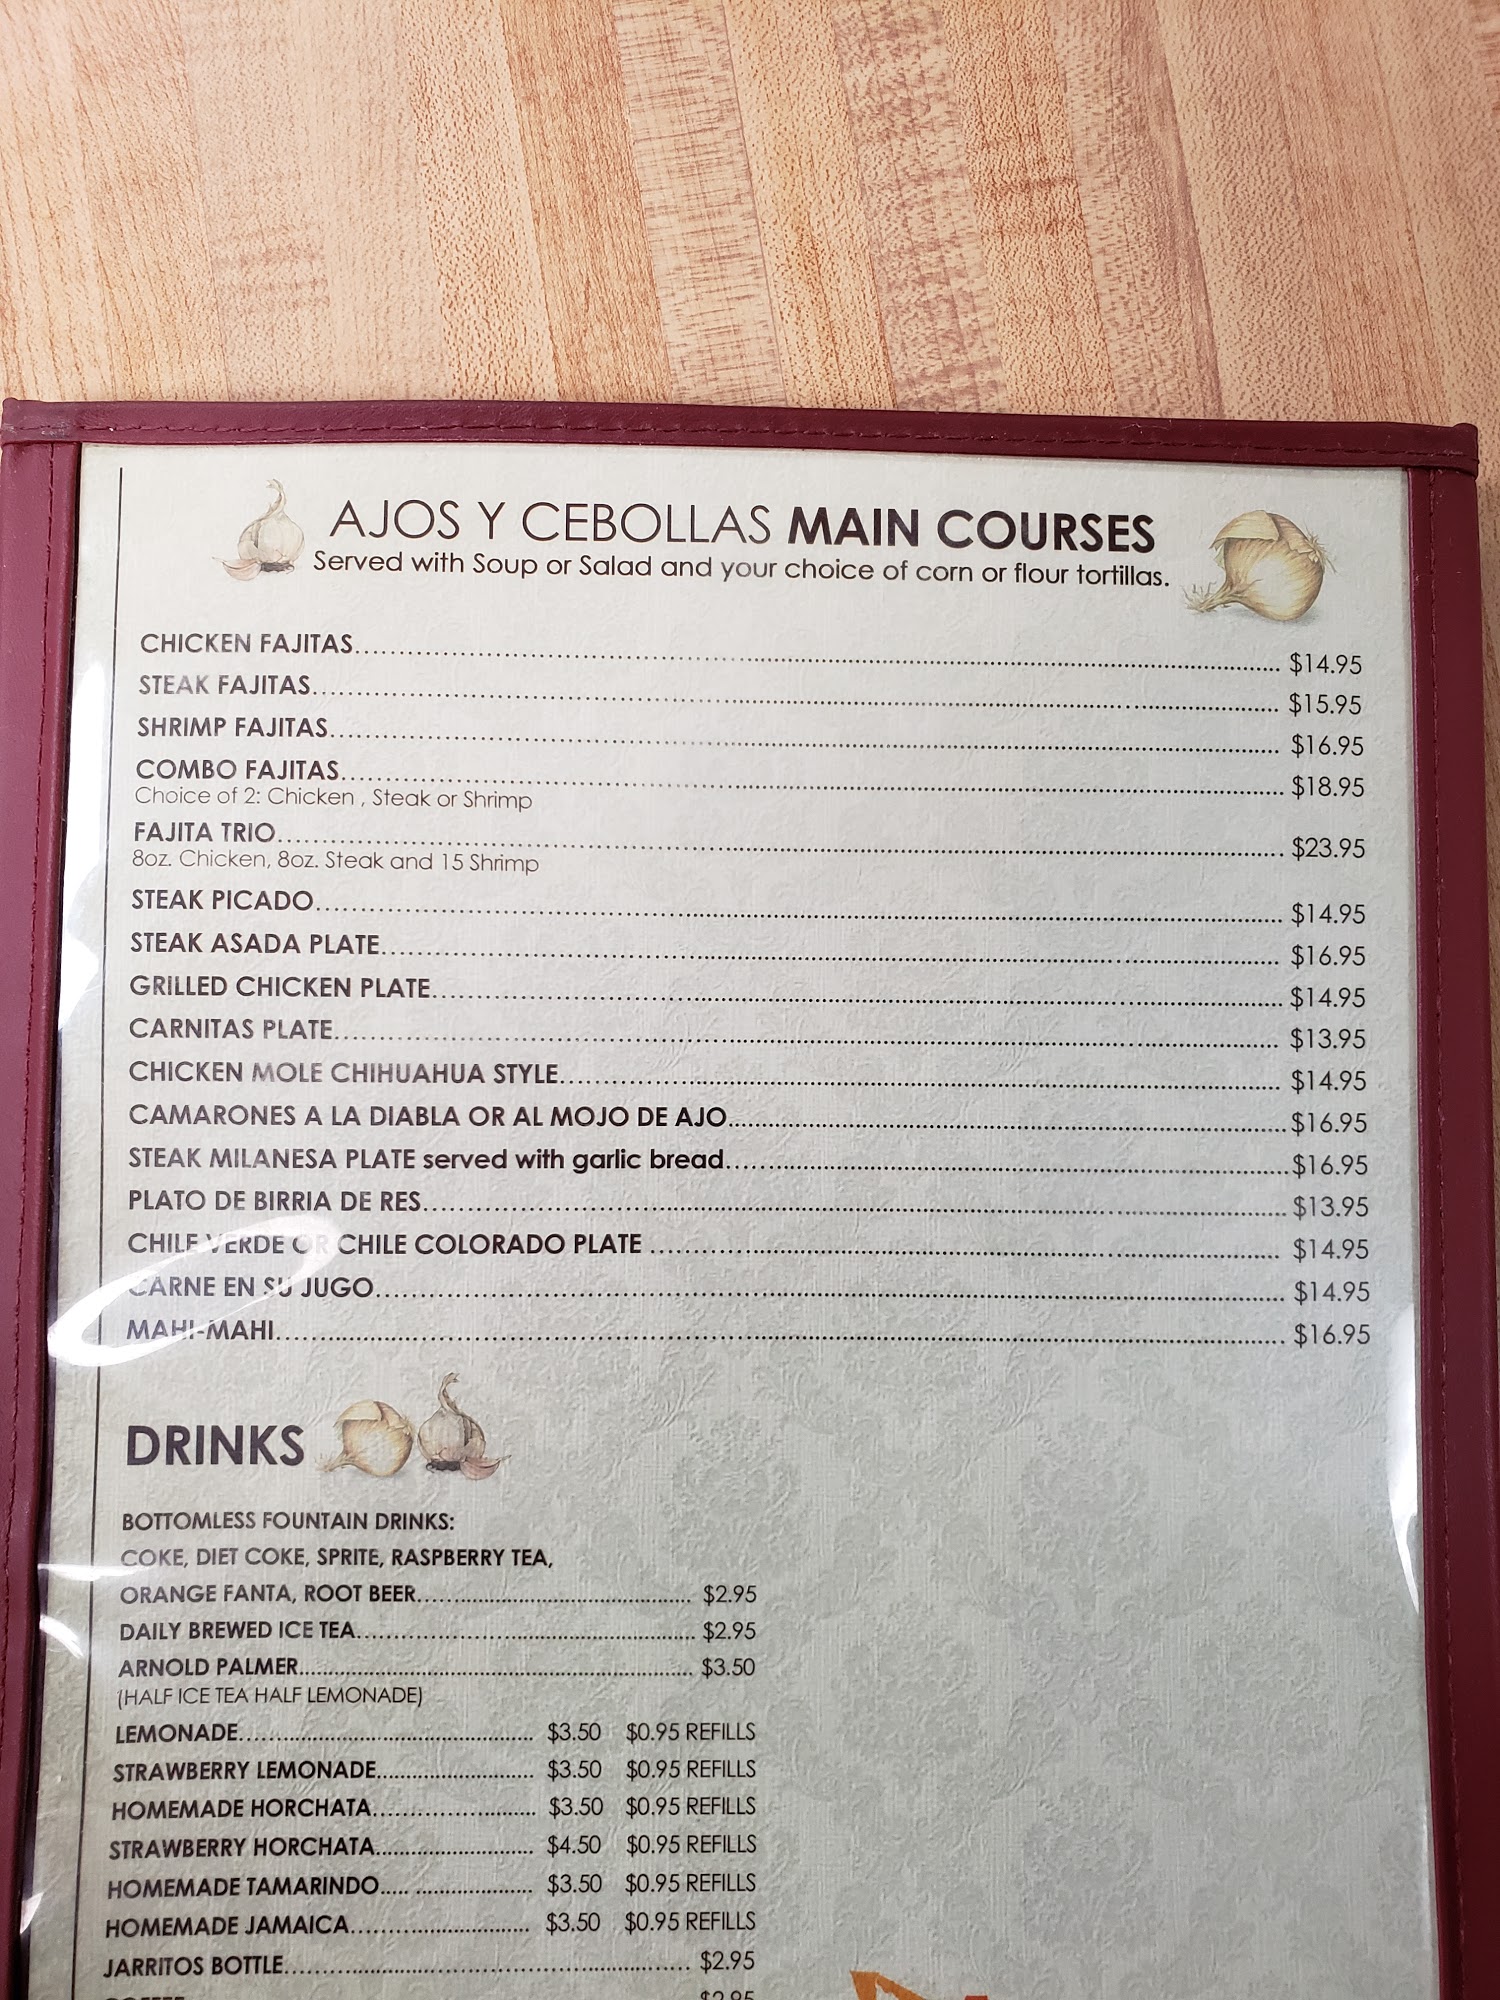 AJOS Y CEBOLLAS MAIN COURSES
Served with Soup or Salad and your choice of corn or flour tortillas.
CHICKEN FAJITAS $14.95
STEAK FAJITAS $15.95
SHRIMP FAJITAS $16.95
COMBO FAJITAS $18.95
Choice of 2: Chicken , Steak or Shrimp
FAJITA TRIO $23.95
8oz. Chicken, 8oz. Steak and 15 Shrimp
STEAK PICADO $14.95
STEAK ASADA PLATE $16.95
GRILLED CHICKEN PLATE $14.95
CARNITAS PLATE $13.95
CHICKEN MOLE CHIHUAHUA STYLE $14.95
CAMARONES A LA DIABLA OR AL MOJO DE AJO $16.95
STEAK MILANESA PLATE served with garlic bread $16.95
PLATO DE BIRRIA DE RES $13.95
CHILE VERDE OR CHILE COLORADO PLATE $14.95
CARNE EN SU JUGO $14.95
MAHI-MAHI $16.95
DRINKS
BOTTOMLESS FOUNTAIN DRINKS:
COKE, DIET COKE, SPRITE, RASPBERRY TEA,
ORANGE FANTA, ROOT BEER $2.95
DAILY BREWED ICE TEA $2.95
ARNOLD PALMER $3.50
(HALF ICE TEA HALF LEMONADE)
LEMONADE $3.50 $0.95 REFILLS
STRAWBERRY LEMONADE $3.50 $0.95 REFILLS
HOMEMADE HORCHATA $3.50 $0.95 REFILLS
STRAWBERRY HORCHATA $4.50 $0.95 REFILLS
HOMEMADE TAMARINDO $3.50 $0.95 REFILLS
HOMEMADE JAMAICA $3.50 $0.95 REFILLS
JARRITOS BOTTLE $2.95
COFFEE $2.95